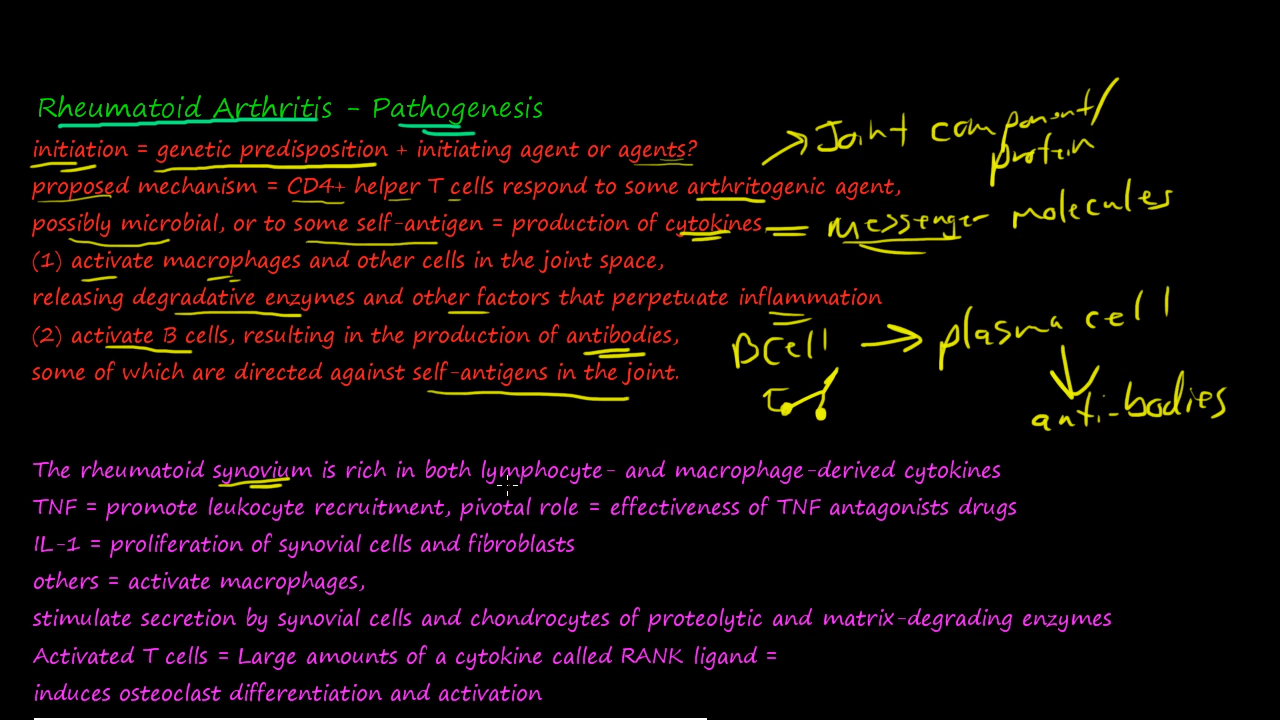 Rheumatoid Arthritis - Pathogenesis
initiation = genetic predisposition + initiating agent or agents?
proposed mechanism = CD4+ helper T cells respond to some arthritogenic agent,
possibly microbial, or to some self-antigen = production of cytokines
(1) activate macrophages and other cells in the joint space,
releasing degradative enzymes and other factors that perpetuate inflammation
(2) activate B cells, resulting in the production of antibodies,
some of which are directed against self-antigens in the joint.
Joint component/
protein
= messenger molecules
B Cell → plasma cell
anti-bodies
The rheumatoid synovium is rich in both lymphocyte- and macrophage-derived cytokines
TNF = promote leukocyte recruitment, pivotal role = effectiveness of TNF antagonists drugs
IL-1 = proliferation of synovial cells and fibroblasts
others = activate macrophages,
stimulate secretion by synovial cells and chondrocytes of proteolytic and matrix-degrading enzymes
Activated T cells = Large amounts of a cytokine called RANK ligand =
induces osteoclast differentiation and activation